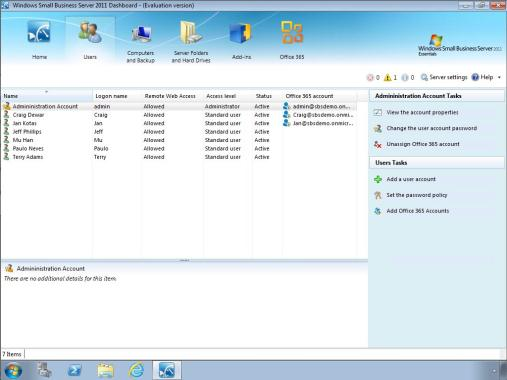 Windows Small Business Server 2011 Dashboard - (Evaluation version)
Home
Users
Computers and Backup
Server Folders and Hard Drives
Add-Ins
Office 365
Windows Small Business Server 2011
Essentials
0 1 0 Server settings Help
Name Logon name Remote Web Access Access level Status Office 365 account
Admininistration Account admin Allowed Administrator Active admin@sbsdemo.on...
Craig Dewar Craig Allowed Standard user Active Craig@sbsdemo.onmi...
Jan Kotas Jan Allowed Standard user Active Jan@sbsdemo.onmicr...
Jeff Phillips Jeff Allowed Standard user Active
Mu Han Mu Allowed Standard user Active
Paulo Neves Paulo Allowed Standard user Active
Terry Adams Terry Allowed Standard user Active
Admininistration Account Tasks
View the account properties
Change the user account password
Unassign Office 365 account
Users Tasks
Add a user account
Set the password policy
Add Office 365 Accounts
Admininistration Account
There are no additional details for this item.
7 Items